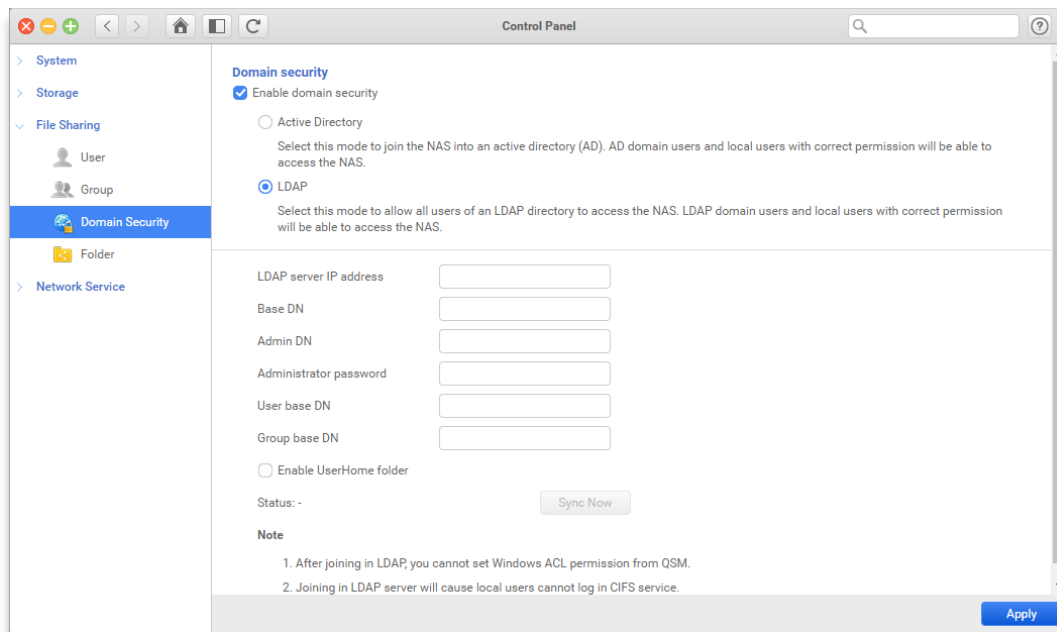 Control Panel
System
Storage
File Sharing
User
Group
Domain Security
Folder
Network Service
Domain security
Enable domain security
Active Directory
Select this mode to join the NAS into an active directory (AD). AD domain users and local users with correct permission will be able to
access the NAS.
LDAP
Select this mode to allow all users of an LDAP directory to access the NAS. LDAP domain users and local users with correct permission
will be able to access the NAS.
LDAP server IP address
Base DN
Admin DN
Administrator password
User base DN
Group base DN
Enable UserHome folder
Status: - Sync Now
Note
1. After joining in LDAP, you cannot set Windows ACL permission from QSM.
2. Joining in LDAP server will cause local users cannot log in CIFS service.
Apply